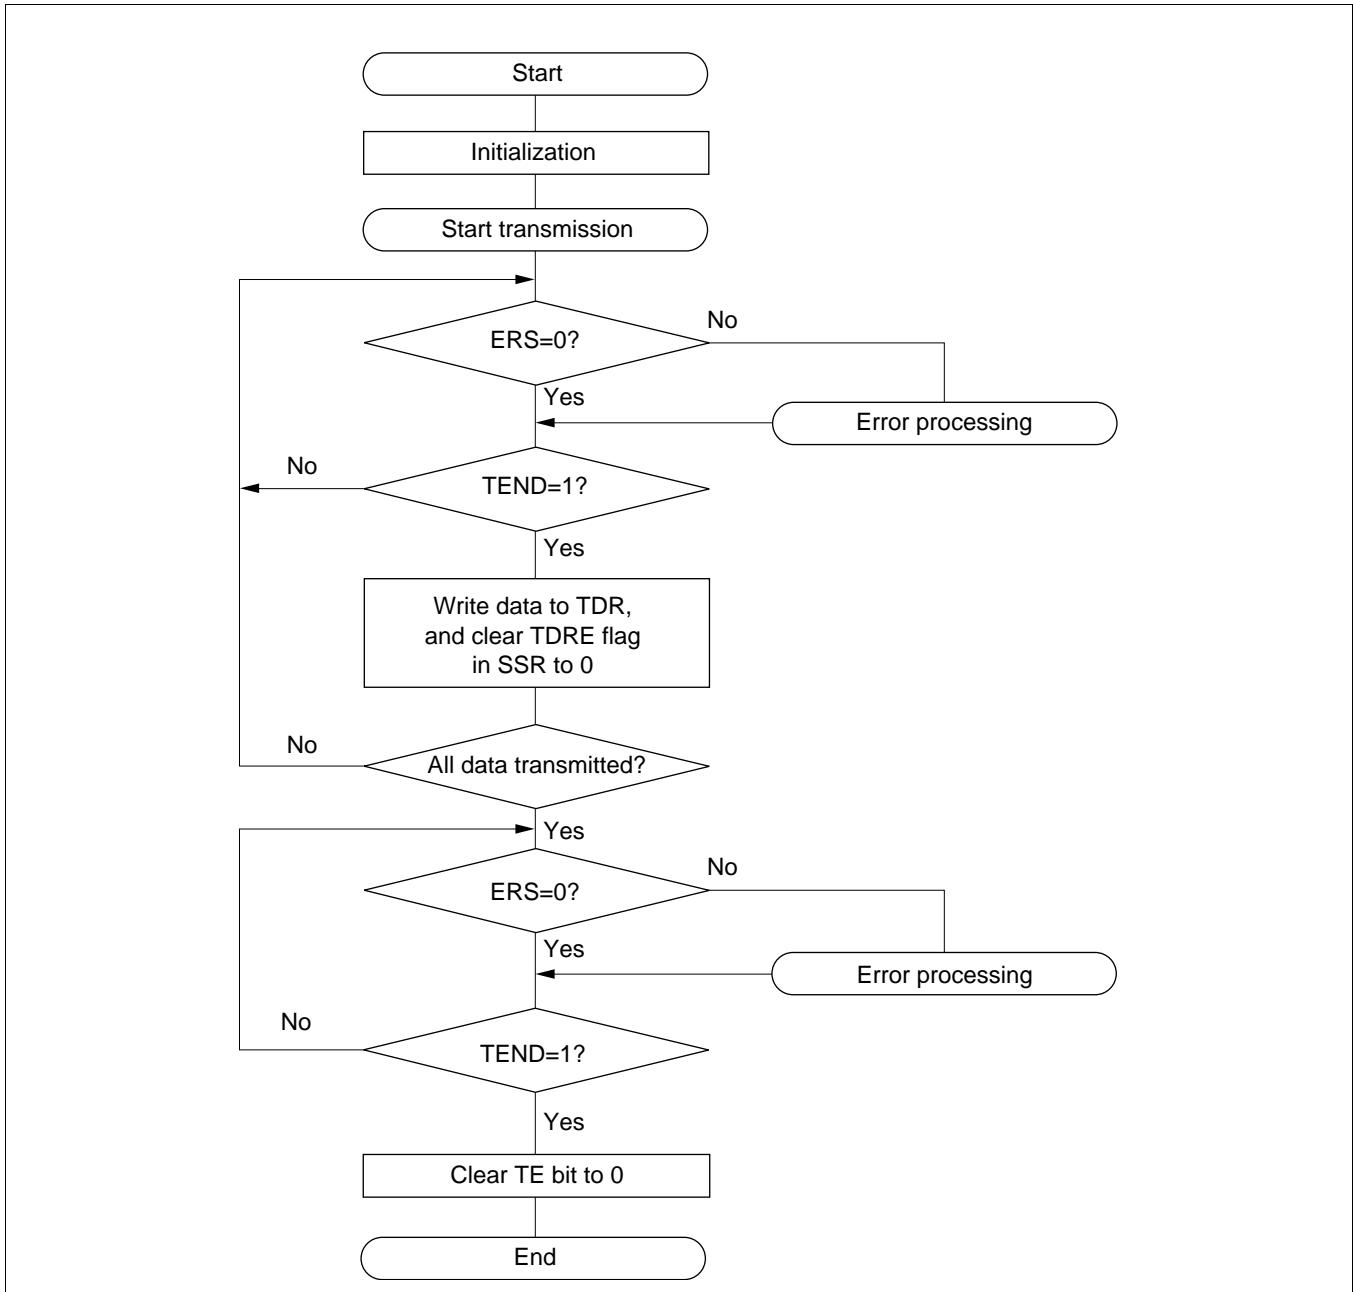 Start
Initialization
Start transmission
ERS=0?
No
Yes
Error processing
No
TEND=1?
Yes
Write data to TDR,
and clear TDRE flag
in SSR to 0
No
All data transmitted?
Yes
ERS=0?
No
Yes
Error processing
No
TEND=1?
Yes
Clear TE bit to 0
End